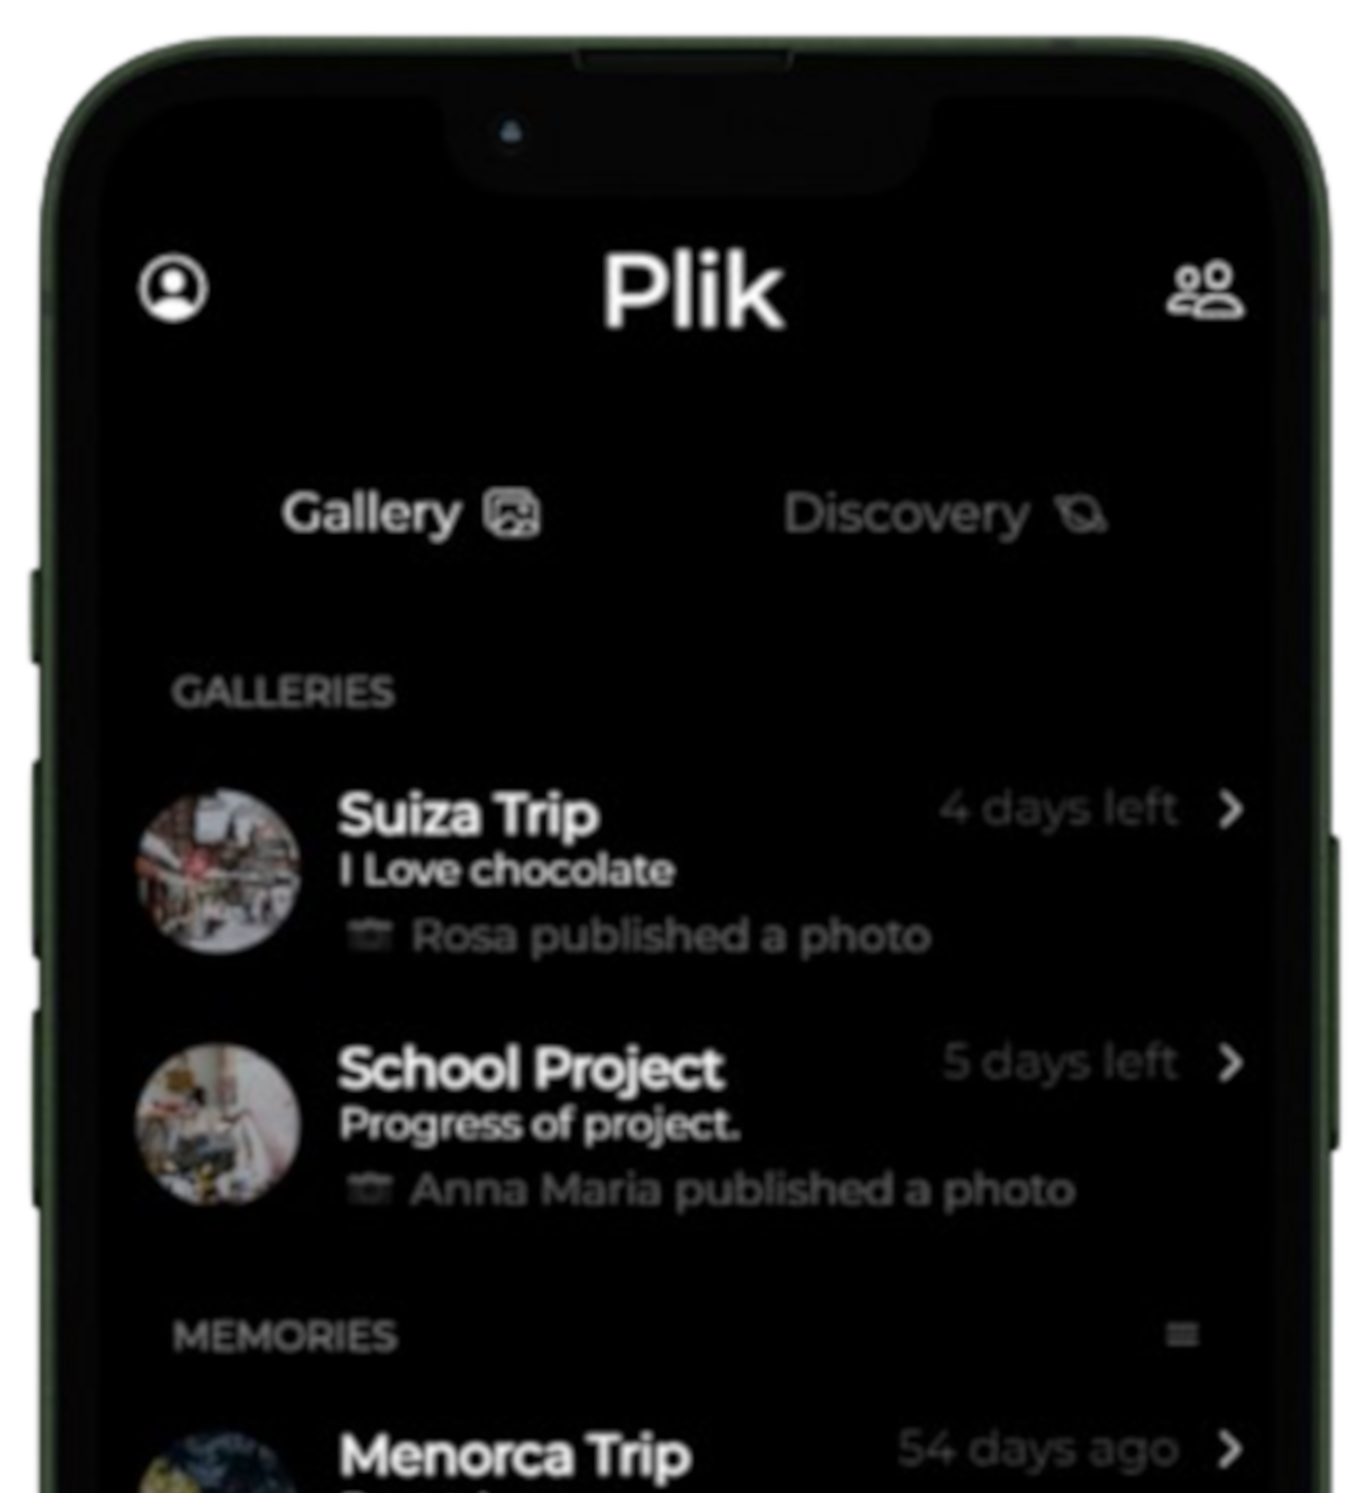 Plik
Gallery
Discovery
GALLERIES
Suiza Trip
4 days left
I Love chocolate
Rosa published a photo
School Project
5 days left
Progress of project.
Anna Maria published a photo
MEMORIES
Menorca Trip
54 days ago